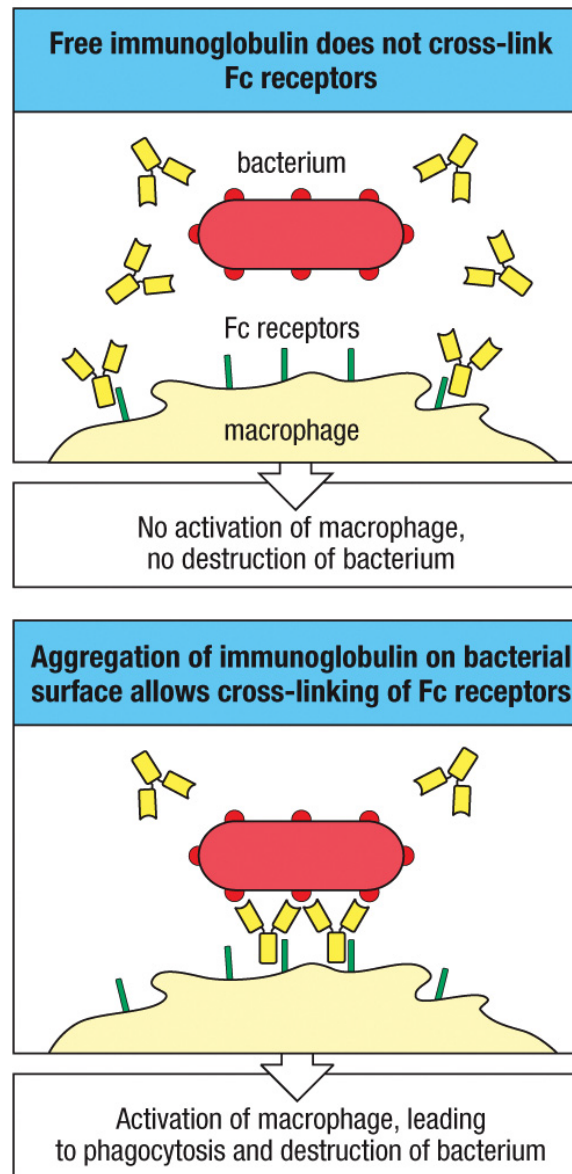 Free immunoglobulin does not cross-link
Fc receptors
bacterium
Fc receptors
macrophage
No activation of macrophage,
no destruction of bacterium
Aggregation of immunoglobulin on bacterial
surface allows cross-linking of Fc receptors
Activation of macrophage, leading
to phagocytosis and destruction of bacterium